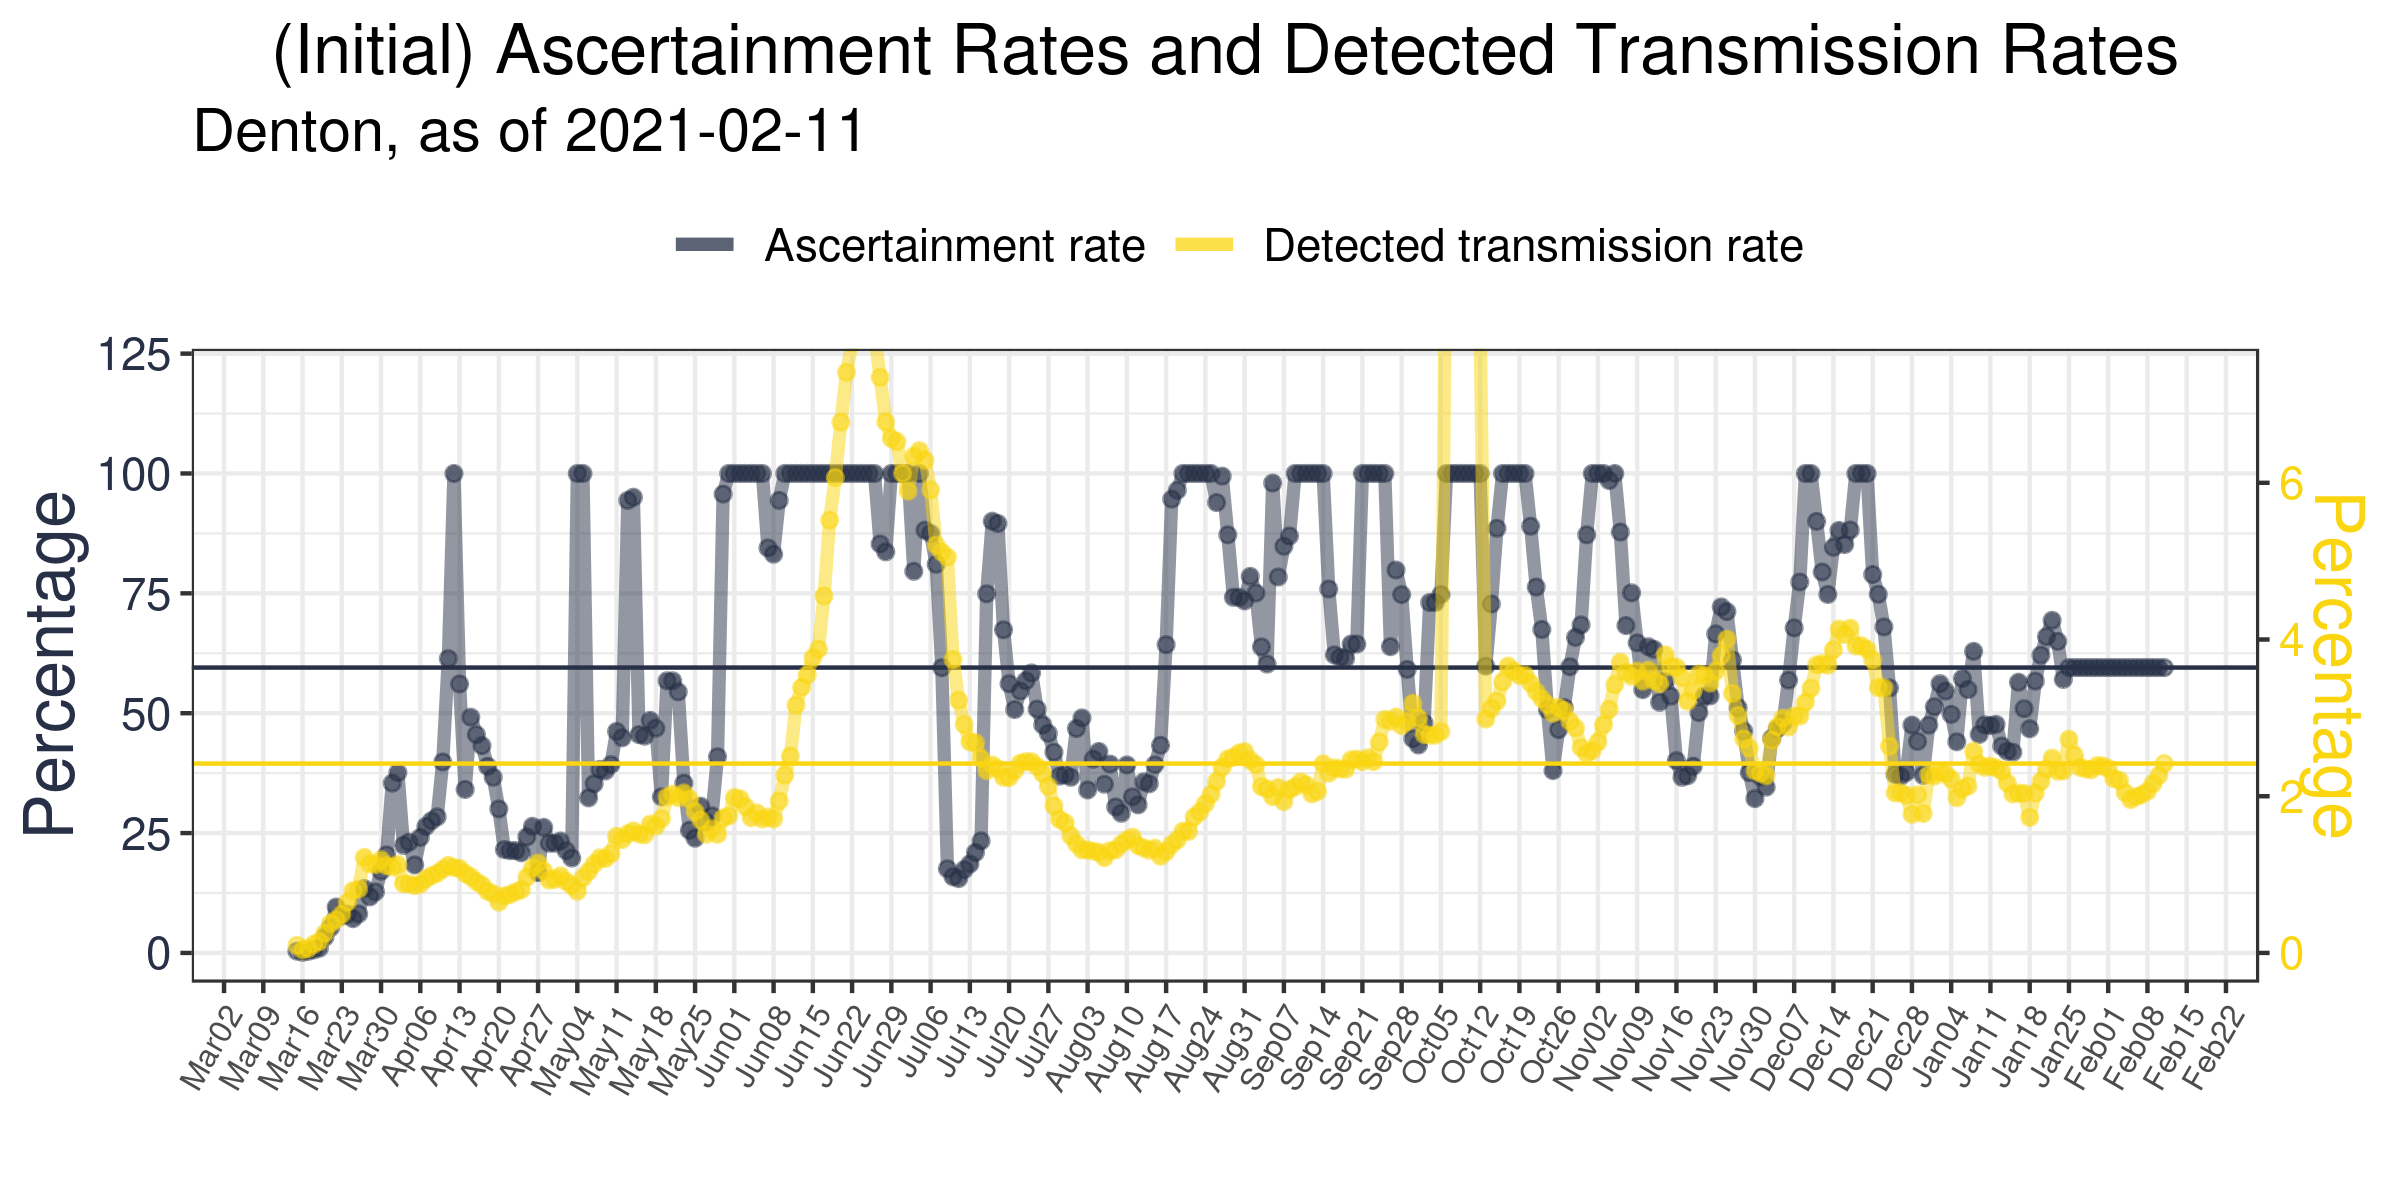 (Initial) Ascertainment Rates and Detected Transmission Rates
Denton, as of 2021-02-11
Ascertainment rate
Detected transmission rate
Percentage
125
100
75
50
25
0
6
4
2
0
Percentage
Mar02
Mar09
Mar16
Mar23
Mar30
Apr06
Apr13
Apr20
Apr27
May04
May11
May18
May25
Jun01
Jun08
Jun15
Jun22
Jun29
Jul06
Jul13
Jul20
Jul27
Aug03
Aug10
Aug17
Aug24
Aug31
Sep07
Sep14
Sep21
Sep28
Oct05
Oct12
Oct19
Oct26
Nov02
Nov09
Nov16
Nov23
Nov30
Dec07
Dec14
Dec21
Dec28
Jan04
Jan11
Jan18
Jan25
Feb01
Feb08
Feb15
Feb22